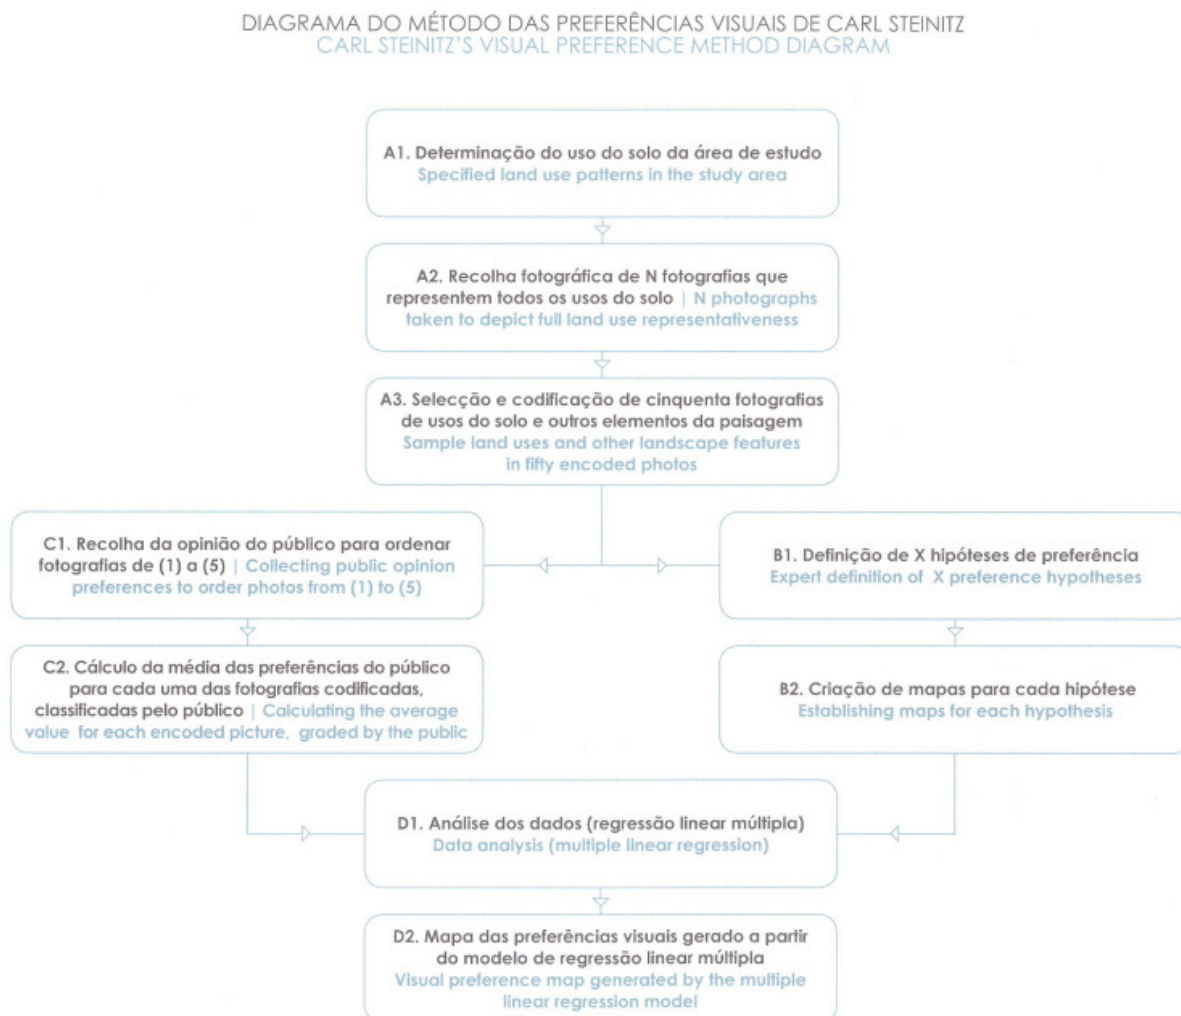 DIAGRAMA DO MÉTODO DAS PREFERÊNCIAS VISUAIS DE CARL STEINITZ
CARL STEINITZ'S VISUAL PREFERENCE METHOD DIAGRAM
A1. Determinação do uso do solo da área de estudo
Specified land use patterns in the study area
A2. Recolha fotográfica de N fotografias que
representem todos os usos do solo | N photographs
taken to depict full land use representativeness
A3. Selecção e codificação de cinquenta fotografias
de usos do solo e outros elementos da paisagem
Sample land uses and other landscape features
in fifty encoded photos
C1. Recolha da opinião do público para ordenar
fotografias de (1) a (5) | Collecting public opinion
preferences to order photos from (1) to (5)
B1. Definição de X hipóteses de preferência
Expert definition of X preference hypotheses
C2. Cálculo da média das preferências do público
para cada uma das fotografias codificadas,
classificadas pelo público | Calculating the average
value for each encoded picture, graded by the public
B2. Criação de mapas para cada hipótese
Establishing maps for each hypothesis
D1. Análise dos dados (regressão linear múltipla)
Data analysis (multiple linear regression)
D2. Mapa das preferências visuais gerado a partir
do modelo de regressão linear múltipla
Visual preference map generated by the multiple
linear regression model